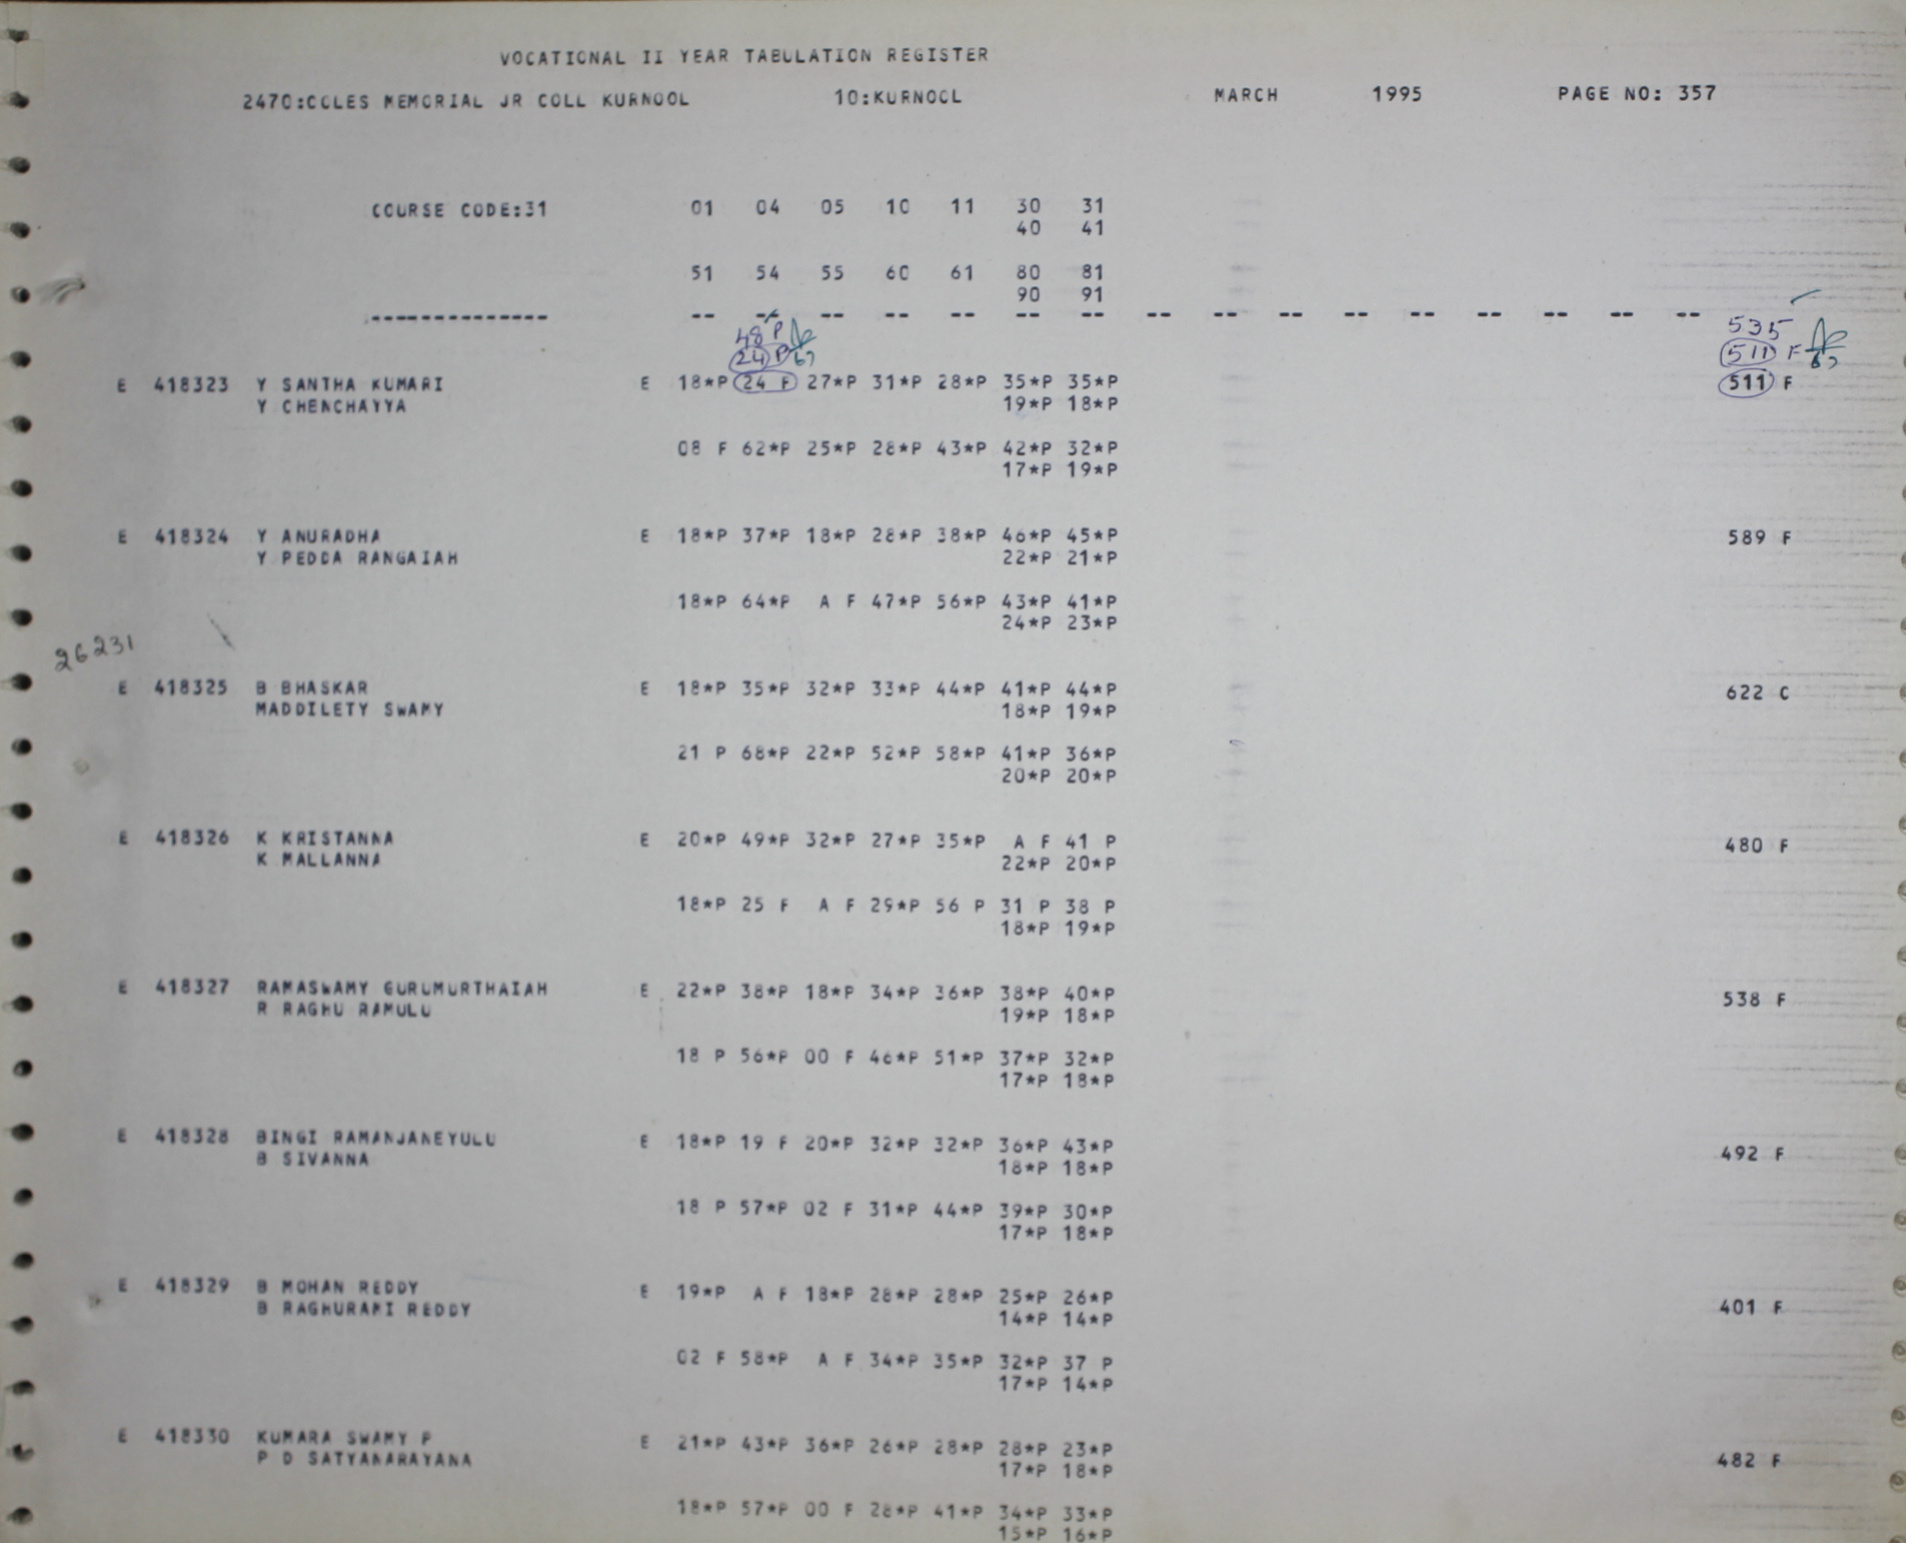 VOCATIONAL II YEAR TABULATION REGISTER
2470:COLES MEMORIAL JR COLL KURNOOL 10:KURNOOL MARCH 1995 PAGE NO: 357
COURSE CODE:31 01 04 05 10 11 30 31
40 41
51 54 55 60 61 80 81
90 91
-------------- -- -- -- -- -- -- -- -- -- -- -- -- -- -- -- --
48 P 535
24 P 511 F
E 418323 Y SANTHA KUMARI E 18*P 24 F 27*P 31*P 28*P 35*P 35*P 511 F
Y CHENCHAYYA 19*P 18*P
08 F 62*P 25*P 28*P 43*P 42*P 32*P
17*P 19*P
E 418324 Y ANURADHA E 18*P 37*P 18*P 28*P 38*P 46*P 45*P 589 F
Y PEDDA RANGAIAH 22*P 21*P
18*P 64*P A F 47*P 56*P 43*P 41*P
24*P 23*P
26231
E 418325 B BHASKAR E 18*P 35*P 32*P 33*P 44*P 41*P 44*P 622 C
MADDILETY SWAMY 18*P 19*P
21 P 68*P 22*P 52*P 58*P 41*P 36*P
20*P 20*P
E 418326 K KRISTANNA E 20*P 49*P 32*P 27*P 35*P A F 41 P 480 F
K MALLANNA 22*P 20*P
18*P 25 F A F 29*P 56 P 31 P 38 P
18*P 19*P
E 418327 RAMASWAMY GURUMURTHAIAH E 22*P 38*P 18*P 34*P 36*P 38*P 40*P 538 F
R RAGHU RAMULU 19*P 18*P
18 P 56*P 00 F 46*P 51*P 37*P 32*P
17*P 18*P
E 418328 BINGI RAMANJANEYULU E 18*P 19 F 20*P 32*P 32*P 36*P 43*P 492 F
B SIVANNA 18*P 18*P
18 P 57*P 02 F 31*P 44*P 39*P 30*P
17*P 18*P
E 418329 B MOHAN REDDY E 19*P A F 18*P 28*P 28*P 25*P 26*P 401 F
B RAGHURAMI REDDY 14*P 14*P
02 F 58*P A F 34*P 35*P 32*P 37 P
17*P 14*P
E 418330 KUMARA SWAMY P E 21*P 43*P 36*P 26*P 28*P 28*P 23*P 482 F
P D SATYANARAYANA 17*P 18*P
18*P 57*P 00 F 28*P 41*P 34*P 33*P
15*P 16*P